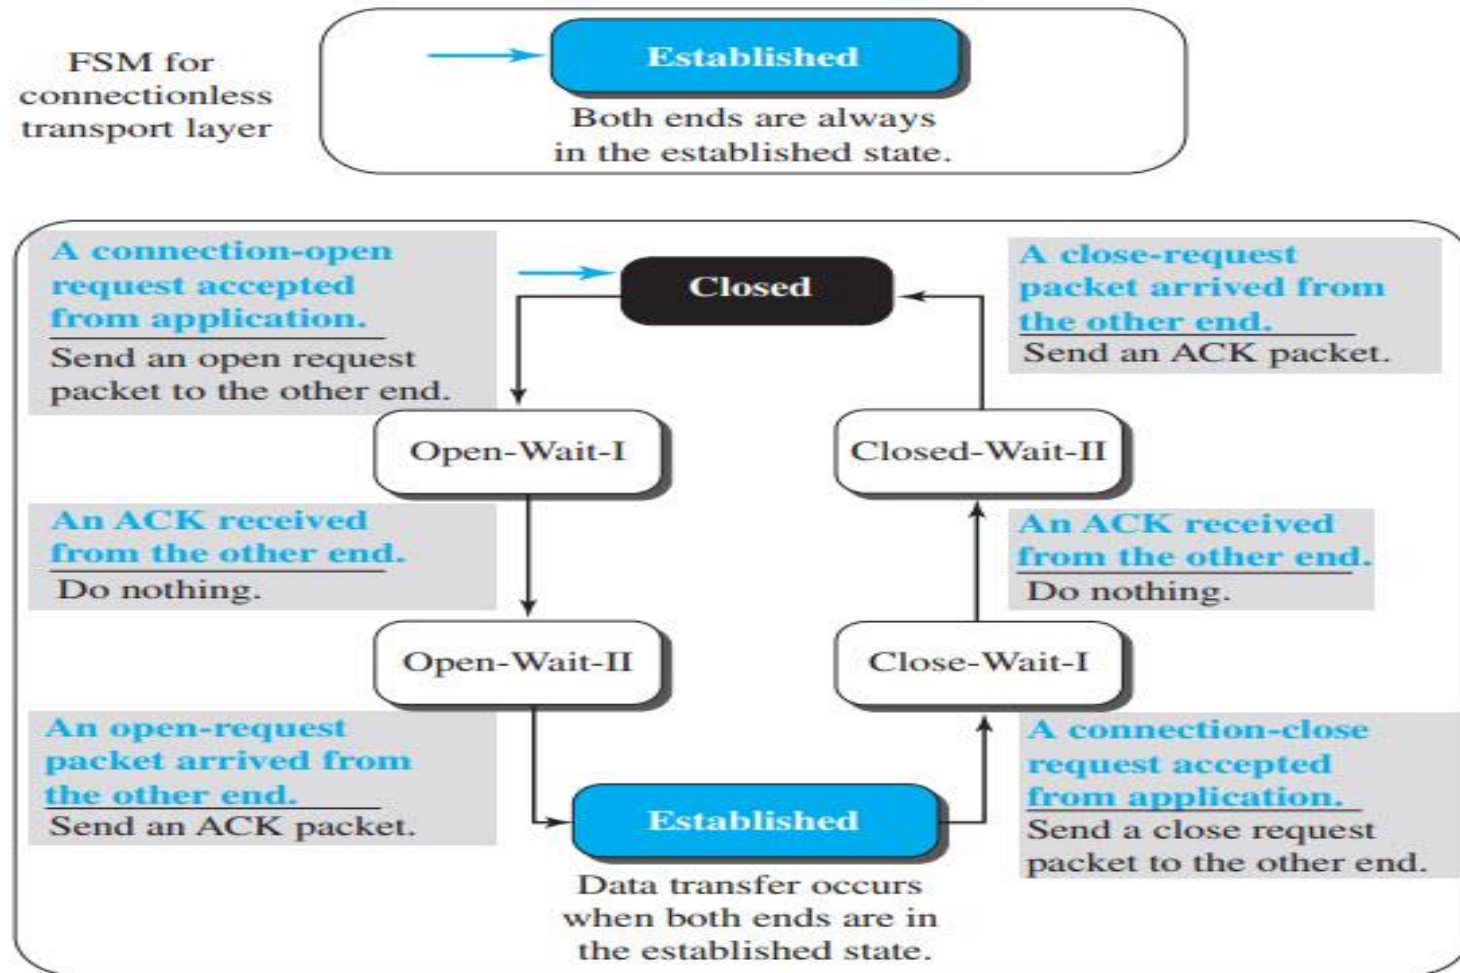 FSM for
connectionless
transport layer
Established
Both ends are always
in the established state.
A connection-open
request accepted
from application.
Send an open request
packet to the other end.
Closed
A close-request
packet arrived from
the other end.
Send an ACK packet.
Open-Wait-I
Closed-Wait-II
An ACK received
from the other end.
Do nothing.
An ACK received
from the other end.
Do nothing.
Open-Wait-II
Close-Wait-I
An open-request
packet arrived from
the other end.
Send an ACK packet.
Established
Data transfer occurs
when both ends are in
the established state.
A connection-close
request accepted
from application.
Send a close request
packet to the other end.